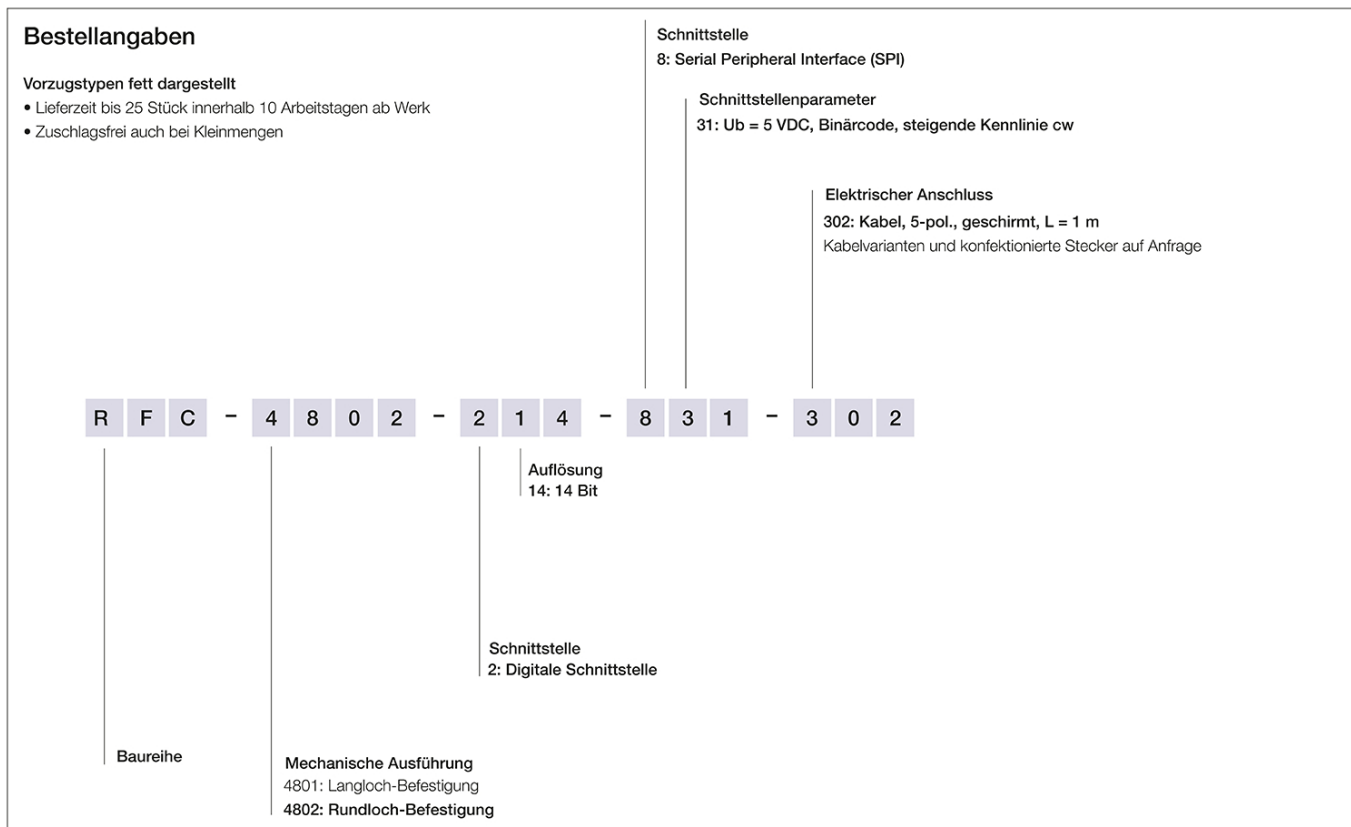 Bestellangaben
Vorzugstypen fett dargestellt
• Lieferzeit bis 25 Stück innerhalb 10 Arbeitstagen ab Werk
• Zuschlagsfrei auch bei Kleinmengen
Schnittstelle
8: Serial Peripheral Interface (SPI)
Schnittstellenparameter
31: Ub = 5 VDC, Binärcode, steigende Kennlinie cw
Elektrischer Anschluss
302: Kabel, 5-pol., geschirmt, L = 1 m
Kabelvarianten und konfektionierte Stecker auf Anfrage
R F C - 4 8 0 2 - 2 1 4 - 8 3 1 - 3 0 2
Auflösung
14: 14 Bit
Schnittstelle
2: Digitale Schnittstelle
Baureihe
Mechanische Ausführung
4801: Langloch-Befestigung
4802: Rundloch-Befestigung